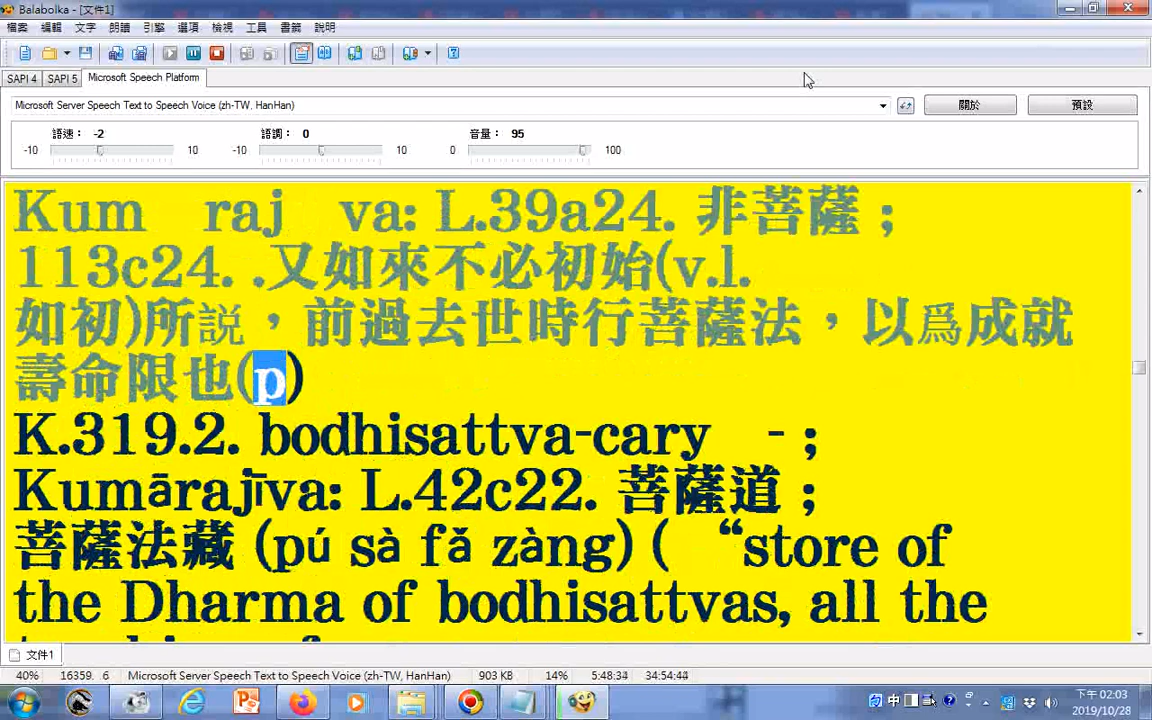 Balabolka - [文件1]
檔案 編輯 文字 朗讀 引擎 選項 檢視 工具 書籤 說明
SAPI 4 SAPI 5 Microsoft Speech Platform
Microsoft Server Speech Text to Speech Voice (zh-TW, HanHan) 關於 預設
語速： -2 語調： 0 音量： 95
-10 10 -10 10 0 100
Kum raj va: L.39a24. 非菩薩；
113c24. .又如來不必初始(v.l.
如初)所説，前過去世時行菩薩法，以爲成就
壽命限也(p)
K.319.2. bodhisattva-cary -；
Kumārajīva: L.42c22. 菩薩道；
菩薩法藏 (pú sà fǎ zàng) ( “store of
the Dharma of bodhisattvas, all the
文件1
40% 16359. 6 Microsoft Server Speech Text to Speech Voice (zh-TW, HanHan) 903 KB 14% 5:48:34 34:54:44
中 下午 02:03
2019/10/28